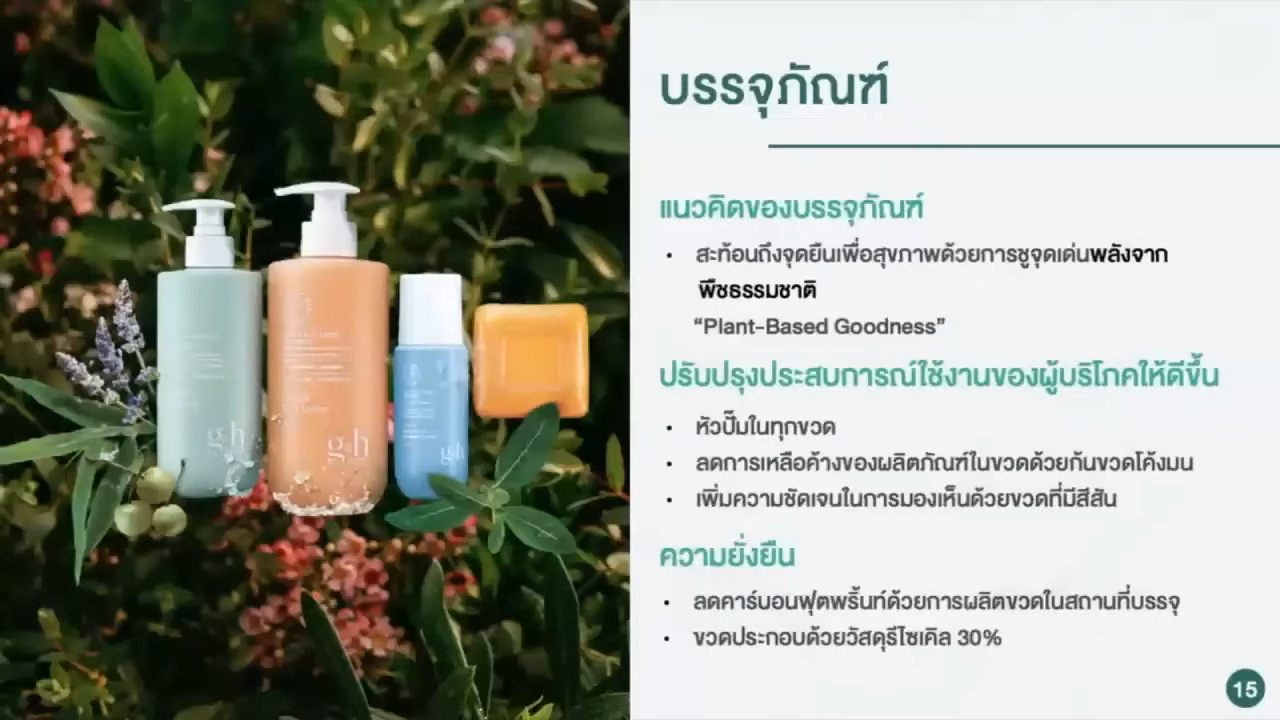 บรรจุภัณฑ์
แนวคิดของบรรจุภัณฑ์
• สะท้อนถึงจุดยืนเพื่อสุขภาพด้วยการชูจุดเด่นพลังจาก
พืชธรรมชาติ
“Plant-Based Goodness”
ปรับปรุงประสบการณ์ใช้งานของผู้บริโภคให้ดีขึ้น
• หัวปั๊มในทุกขวด
• ลดการเหลือค้างของผลิตภัณฑ์ในขวดด้วยก้นขวดโค้งมน
• เพิ่มความชัดเจนในการมองเห็นด้วยขวดที่มีสีสัน
ความยั่งยืน
• ลดคาร์บอนฟุตพริ้นท์ด้วยการผลิตขวดในสถานที่บรรจุ
• ขวดประกอบด้วยวัสดุรีไซเคิล 30%
15
g&h
g&h
g&h